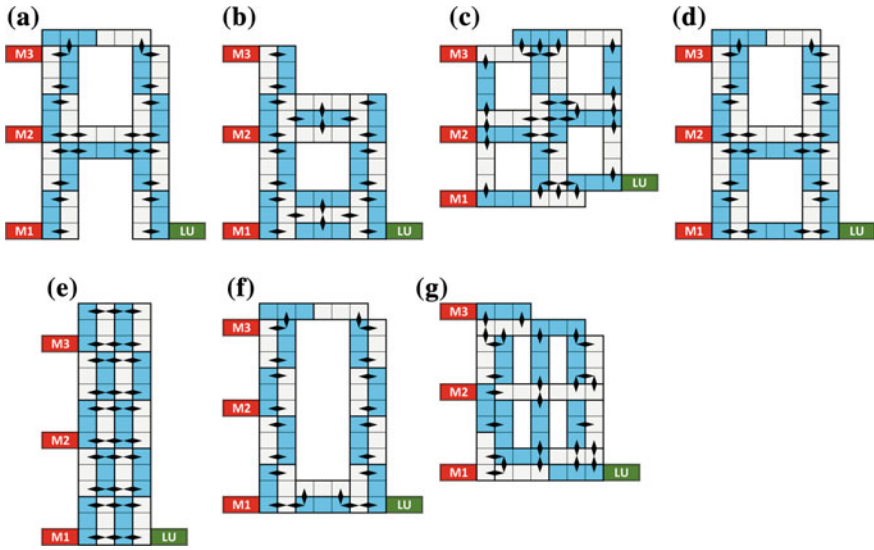 (a) (b) (c) (d)
M3 M3 M3 M3
M2 M2 M2 M2
M1 LU M1 LU M1 LU M1 LU
(e) (f) (g)
M3 M3 M3
M2 M2 M2
M1 LU M1 LU M1 LU